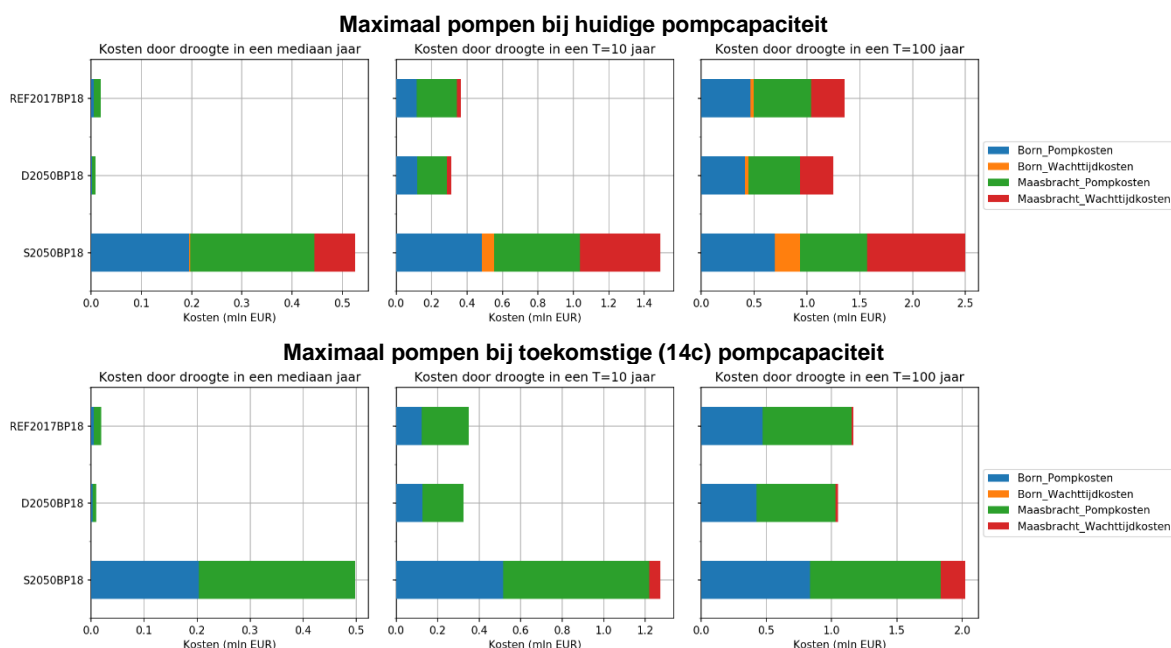 Maximaal pompen bij huidige pompcapaciteit
Kosten door droogte in een mediaan jaar
Kosten door droogte in een T=10 jaar
Kosten door droogte in een T=100 jaar
REF2017BP18
D2050BP18
S2050BP18
0.0 0.1 0.2 0.3 0.4 0.5
0.0 0.2 0.4 0.6 0.8 1.0 1.2 1.4
0.0 0.5 1.0 1.5 2.0 2.5
Kosten (mln EUR)
Kosten (mln EUR)
Kosten (mln EUR)
Born_Pompkosten
Born_Wachttijdkosten
Maasbracht_Pompkosten
Maasbracht_Wachttijdkosten
Maximaal pompen bij toekomstige (14c) pompcapaciteit
Kosten door droogte in een mediaan jaar
Kosten door droogte in een T=10 jaar
Kosten door droogte in een T=100 jaar
REF2017BP18
D2050BP18
S2050BP18
0.0 0.1 0.2 0.3 0.4 0.5
0.0 0.2 0.4 0.6 0.8 1.0 1.2
0.0 0.5 1.0 1.5 2.0
Kosten (mln EUR)
Kosten (mln EUR)
Kosten (mln EUR)
Born_Pompkosten
Born_Wachttijdkosten
Maasbracht_Pompkosten
Maasbracht_Wachttijdkosten